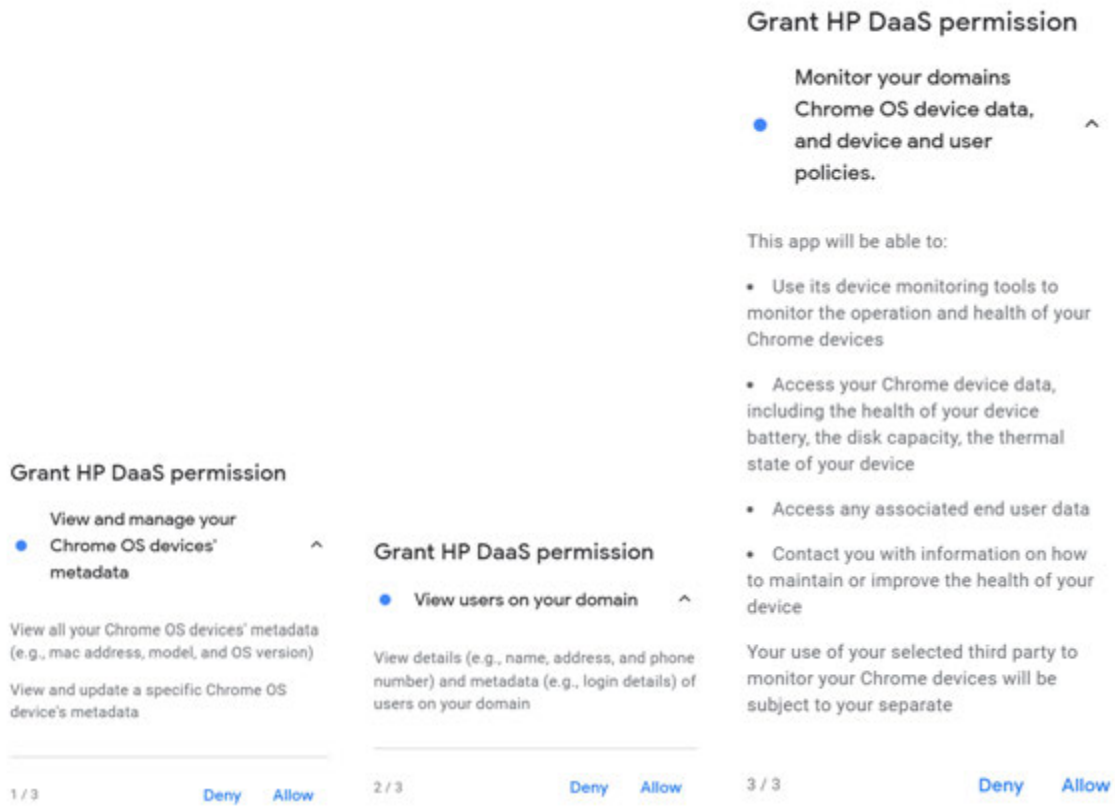 Grant HP DaaS permission
View and manage your
Chrome OS devices'
metadata
View all your Chrome OS devices' metadata
(e.g., mac address, model, and OS version)
View and update a specific Chrome OS
device's metadata
1 / 3
Deny Allow
Grant HP DaaS permission
View users on your domain
View details (e.g., name, address, and phone
number) and metadata (e.g., login details) of
users on your domain
2 / 3
Deny Allow
Grant HP DaaS permission
Monitor your domains
Chrome OS device data,
and device and user
policies.
This app will be able to:
• Use its device monitoring tools to
monitor the operation and health of your
Chrome devices
• Access your Chrome device data,
including the health of your device
battery, the disk capacity, the thermal
state of your device
• Access any associated end user data
• Contact you with information on how
to maintain or improve the health of your
device
Your use of your selected third party to
monitor your Chrome devices will be
subject to your separate
3 / 3
Deny Allow